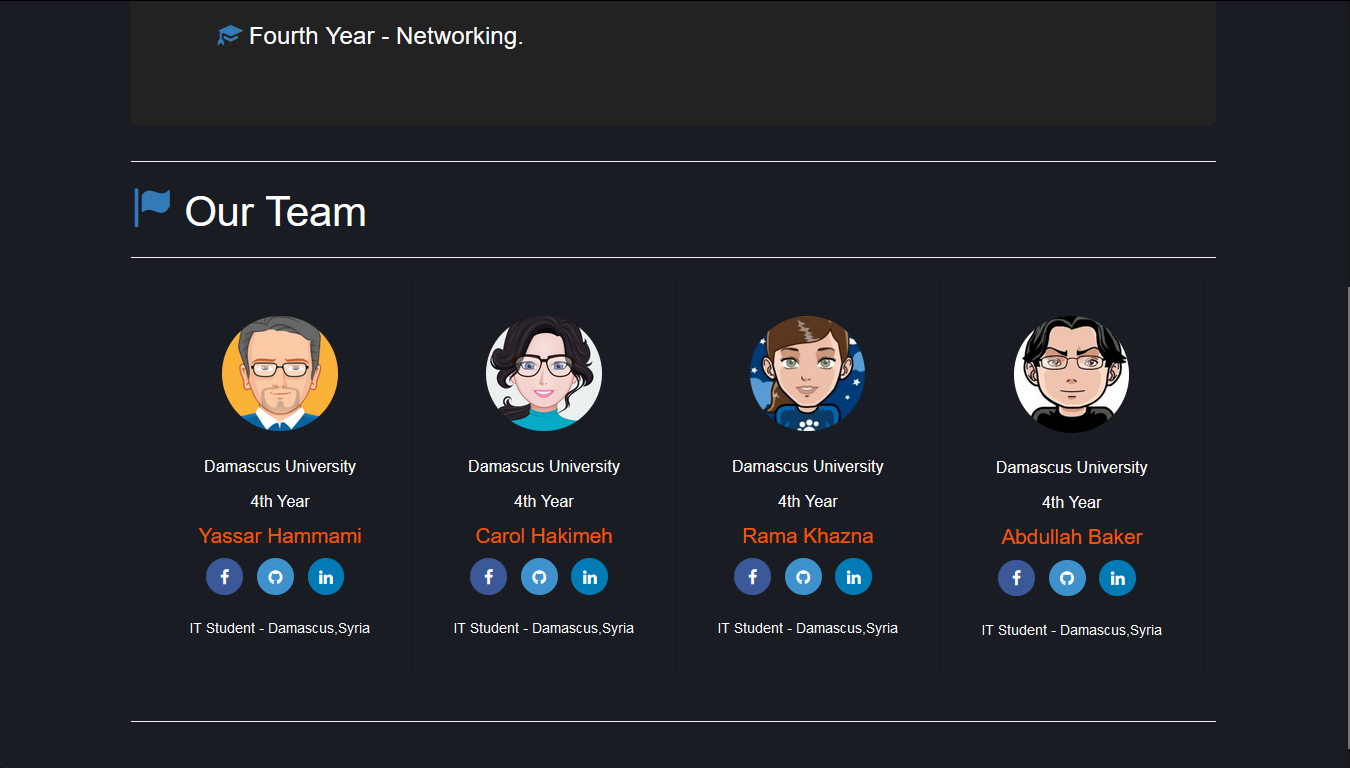 Fourth Year - Networking.
Our Team
Damascus University
4th Year
Yassar Hammami
IT Student - Damascus,Syria
Damascus University
4th Year
Carol Hakimeh
IT Student - Damascus,Syria
Damascus University
4th Year
Rama Khazna
IT Student - Damascus,Syria
Damascus University
4th Year
Abdullah Baker
IT Student - Damascus,Syria